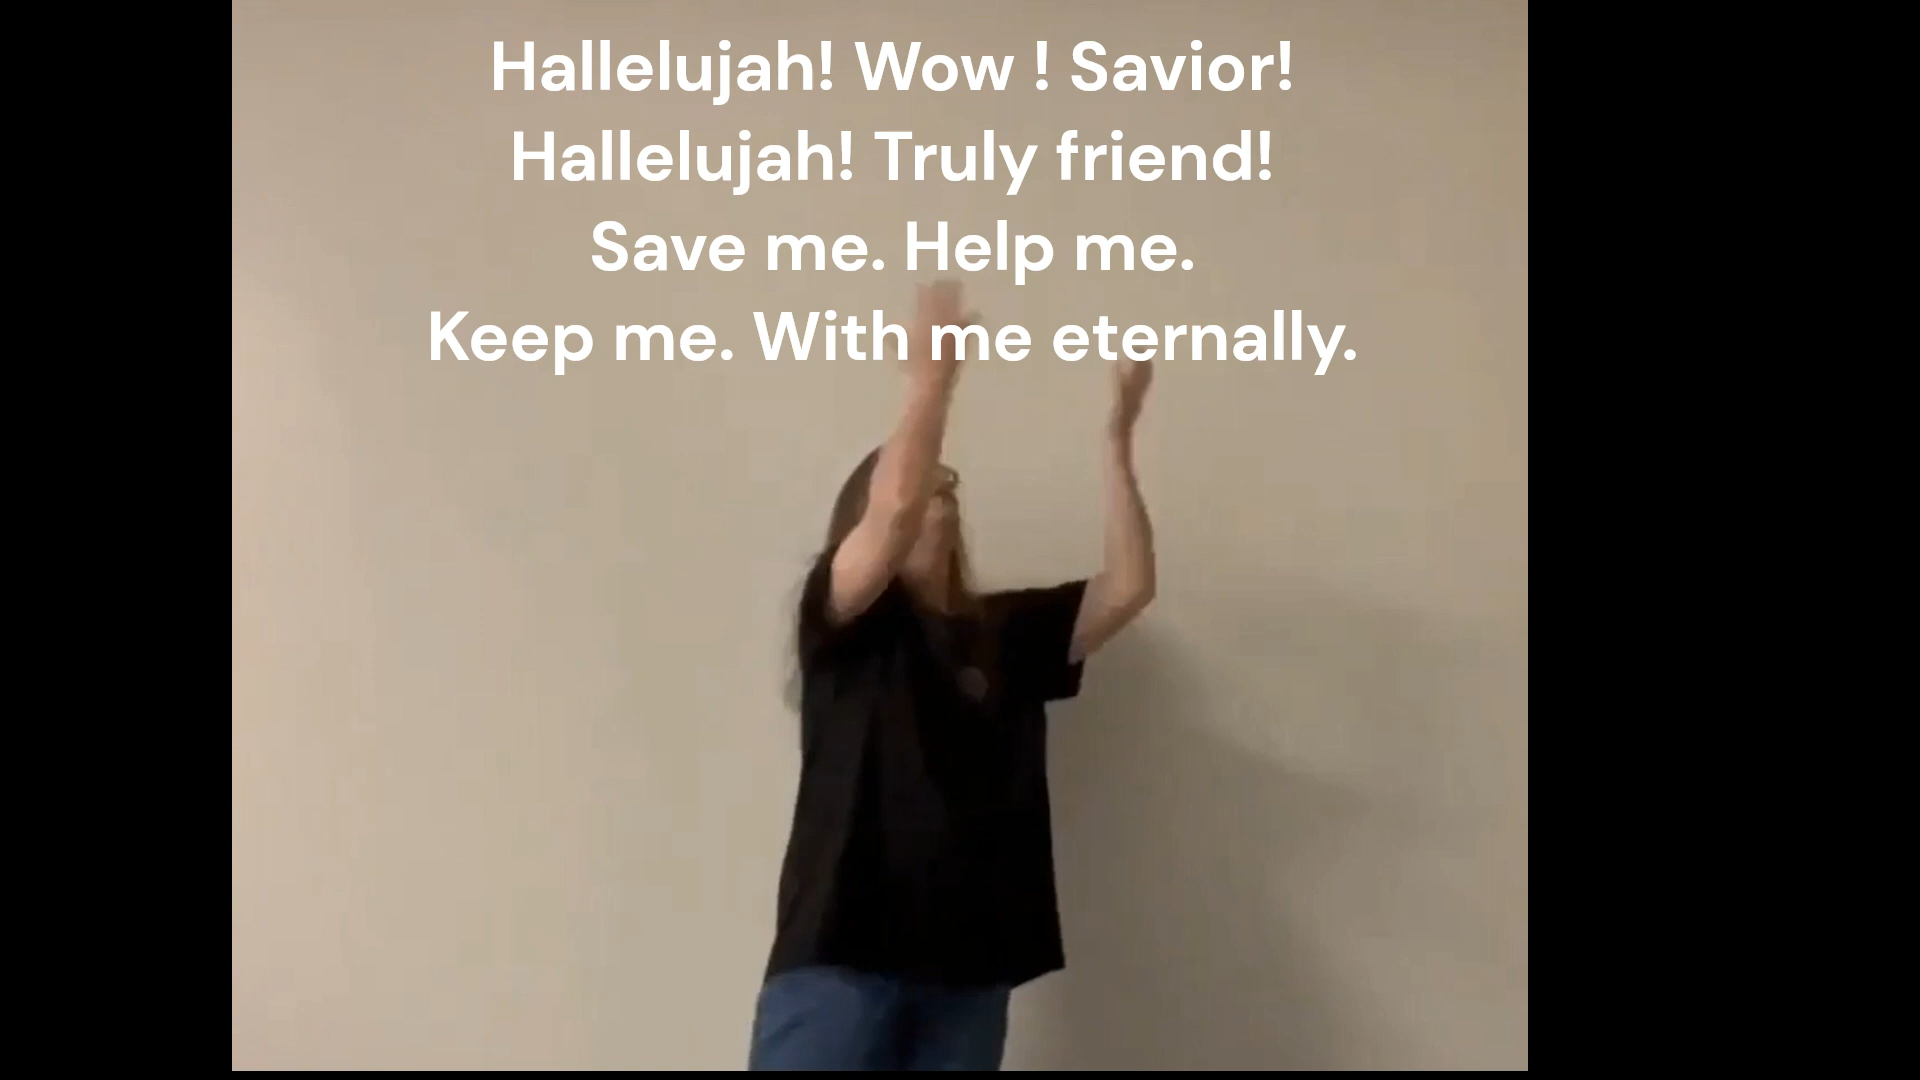 Hallelujah! Wow ! Savior!
Hallelujah! Truly friend!
Save me. Help me.
Keep me. With me eternally.